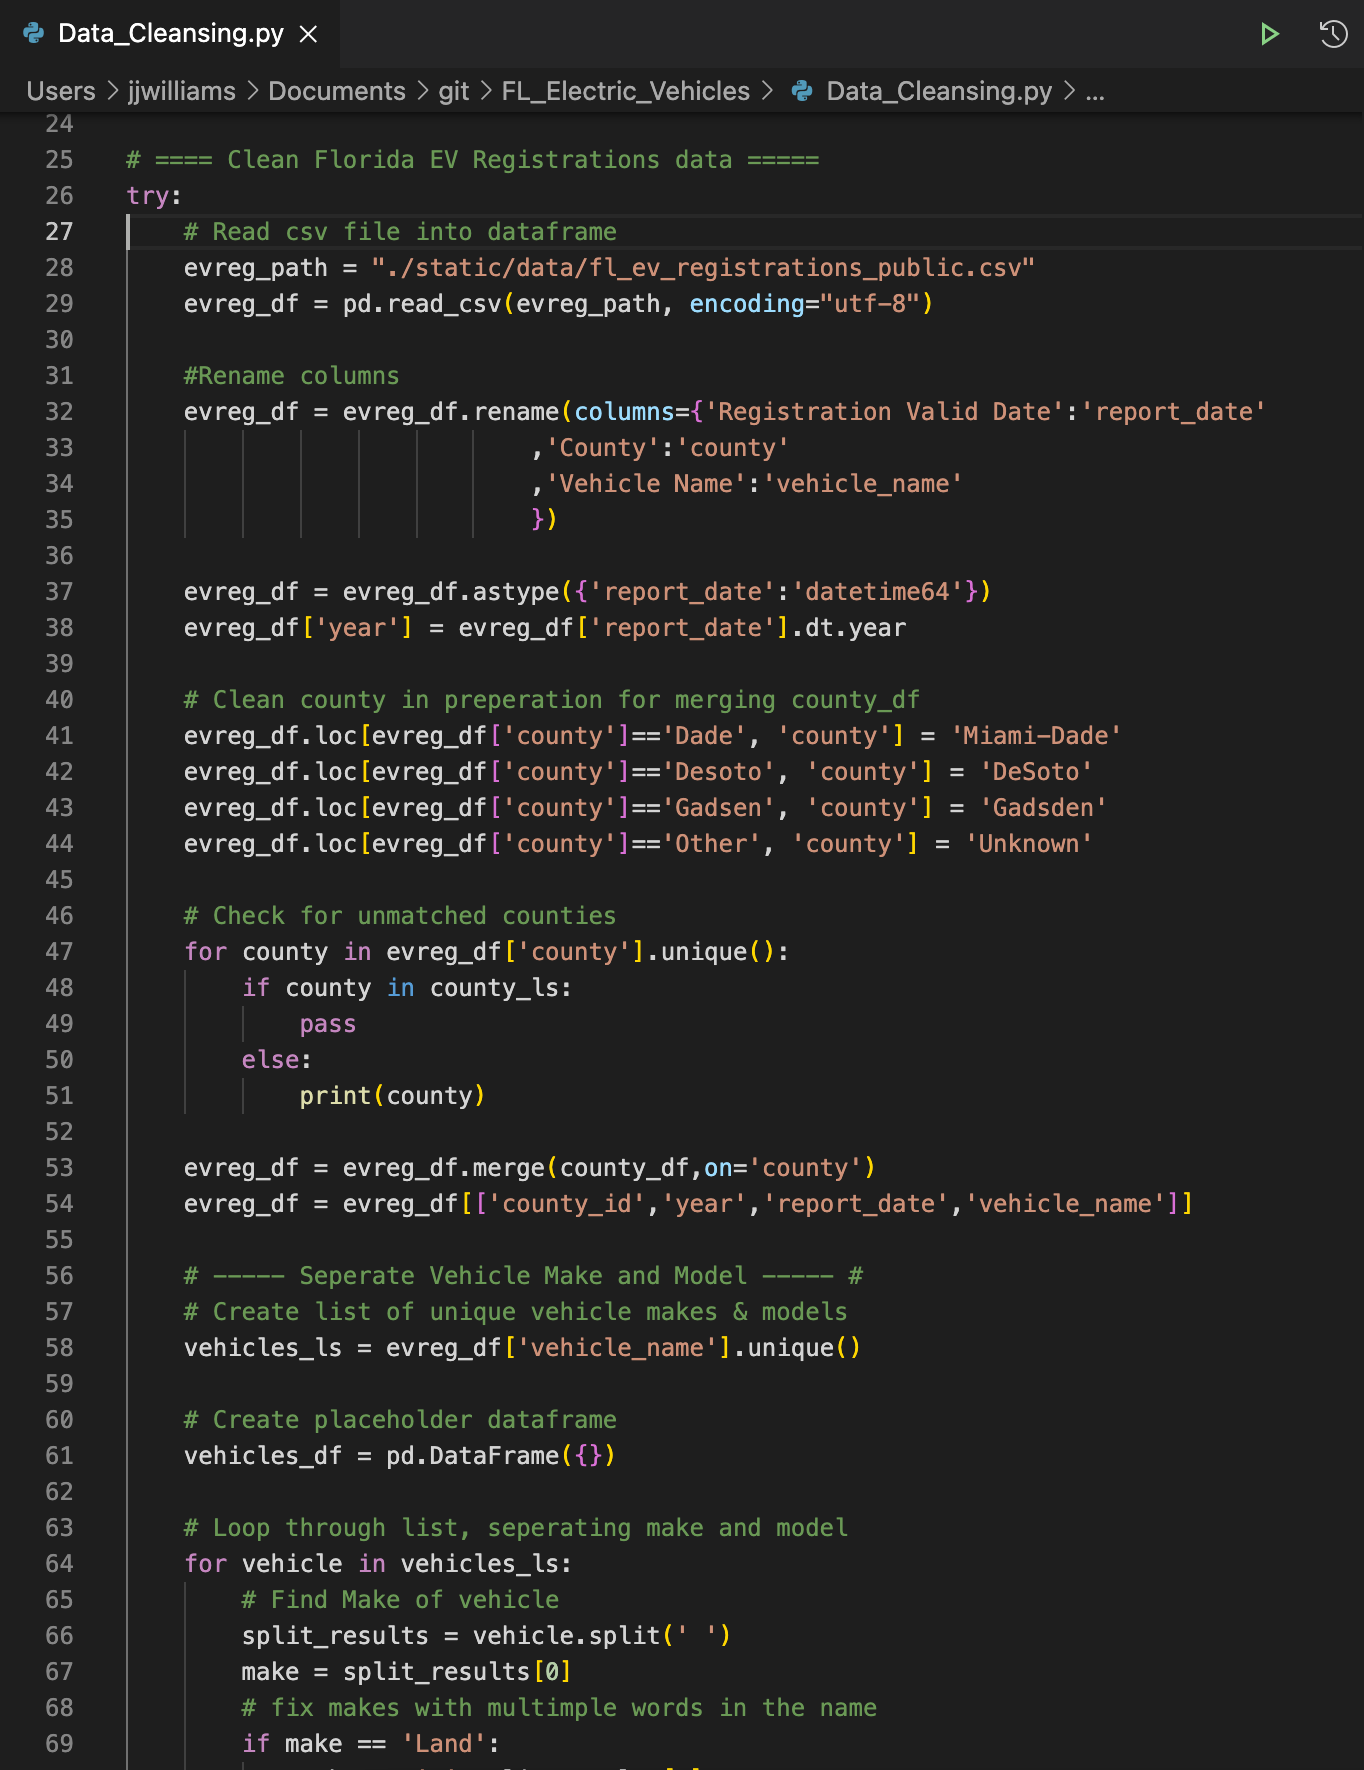 Data_Cleansing.py ×
Users > jjwilliams > Documents > git > FL_Electric_Vehicles > Data_Cleansing.py > ...
24
25 # ==== Clean Florida EV Registrations data =====
26 try:
27     # Read csv file into dataframe
28     evreg_path = "./static/data/fl_ev_registrations_public.csv"
29     evreg_df = pd.read_csv(evreg_path, encoding="utf-8")
30
31     #Rename columns
32     evreg_df = evreg_df.rename(columns={'Registration Valid Date':'report_date'
33                             ,'County':'county'
34                             ,'Vehicle Name':'vehicle_name'
35                             })
36
37     evreg_df = evreg_df.astype({'report_date':'datetime64'})
38     evreg_df['year'] = evreg_df['report_date'].dt.year
39
40     # Clean county in preperation for merging county_df
41     evreg_df.loc[evreg_df['county']=='Dade', 'county'] = 'Miami-Dade'
42     evreg_df.loc[evreg_df['county']=='Desoto', 'county'] = 'DeSoto'
43     evreg_df.loc[evreg_df['county']=='Gadsen', 'county'] = 'Gadsden'
44     evreg_df.loc[evreg_df['county']=='Other', 'county'] = 'Unknown'
45
46     # Check for unmatched counties
47     for county in evreg_df['county'].unique():
48         if county in county_ls:
49             pass
50         else:
51             print(county)
52
53     evreg_df = evreg_df.merge(county_df,on='county')
54     evreg_df = evreg_df[['county_id','year','report_date','vehicle_name']]
55
56     # ----- Seperate Vehicle Make and Model ----- #
57     # Create list of unique vehicle makes & models
58     vehicles_ls = evreg_df['vehicle_name'].unique()
59
60     # Create placeholder dataframe
61     vehicles_df = pd.DataFrame({})
62
63     # Loop through list, seperating make and model
64     for vehicle in vehicles_ls:
65         # Find Make of vehicle
66         split_results = vehicle.split(' ')
67         make = split_results[0]
68         # fix makes with multimple words in the name
69         if make == 'Land':